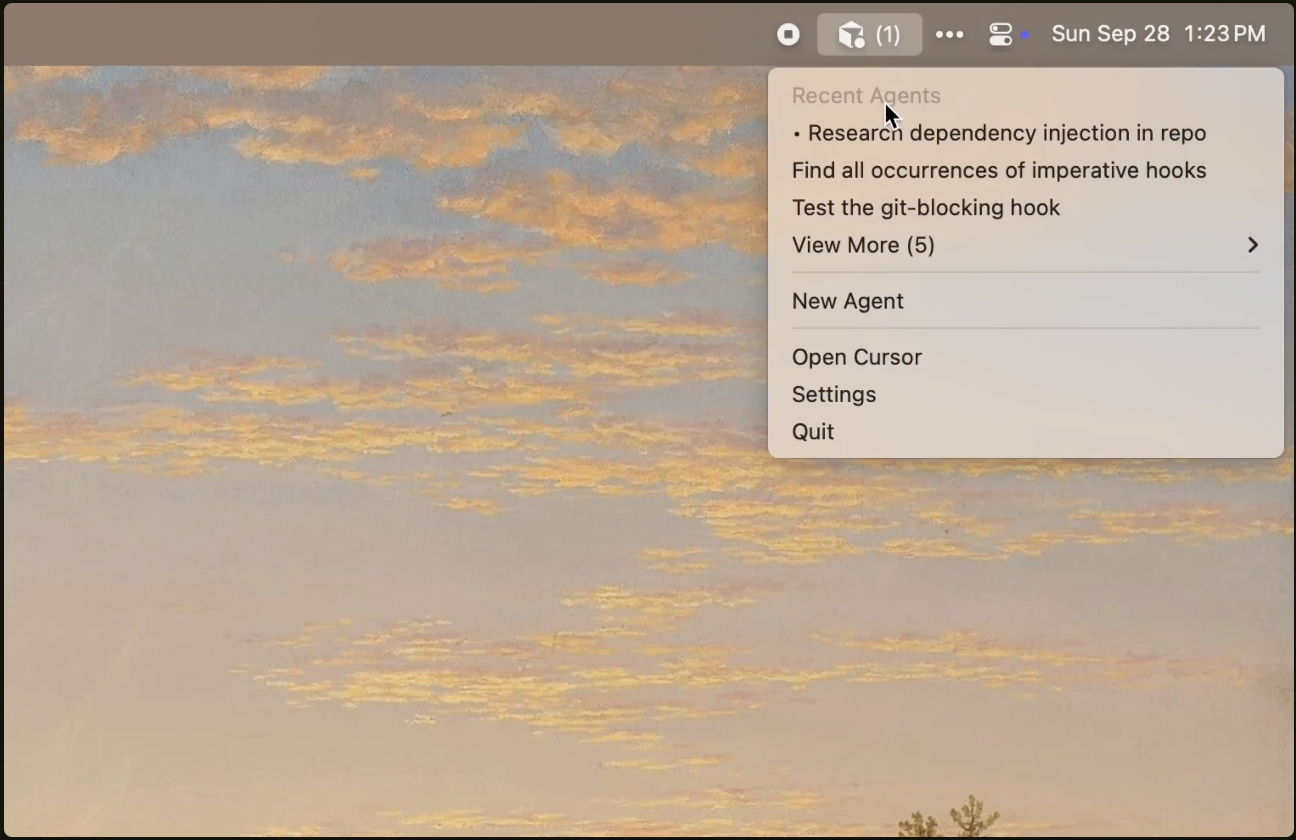 (1) ••• Sun Sep 28 1:23 PM
Recent Agents
• Research dependency injection in repo
Find all occurrences of imperative hooks
Test the git-blocking hook
View More (5)
New Agent
Open Cursor
Settings
Quit